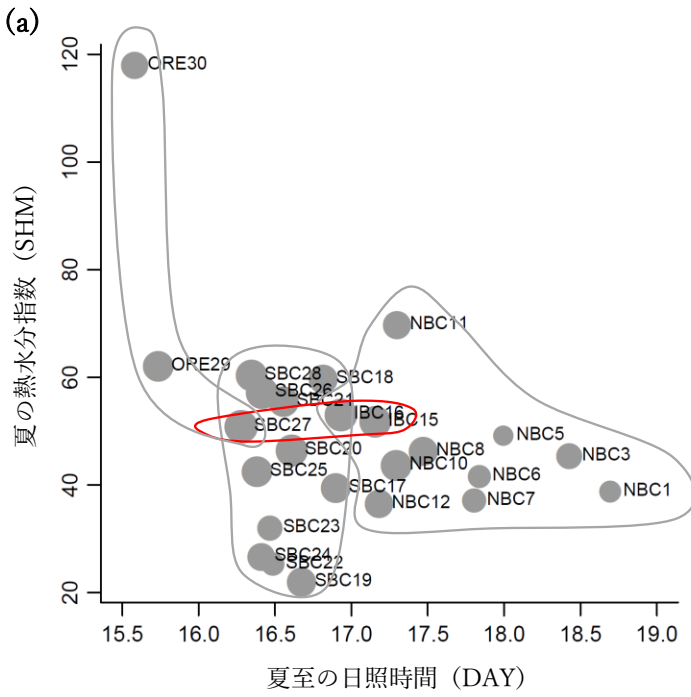 (a)
120
ORE30
100
夏の熱水分指数（SHM）
80
NBC11
ORE29
60
SBC28
SBC18
SBC26
SBC21
IBC16
IBC15
SBC27
NBC5
SBC20
NBC8
NBC3
NBC10
SBC25
NBC6
40
SBC17
NBC1
NBC12
NBC7
SBC23
SBC24
SBC22
SBC19
20
15.5 16.0 16.5 17.0 17.5 18.0 18.5 19.0
夏至の日照時間（DAY）